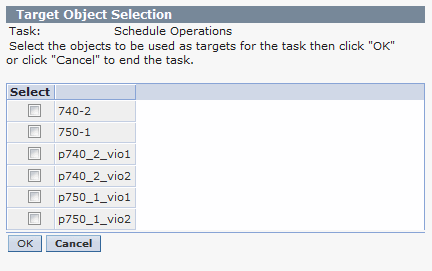 Target Object Selection
Task: Schedule Operations
Select the objects to be used as targets for the task then click "OK"
or click "Cancel" to end the task.
Select
740-2
750-1
p740_2_vio1
p740_2_vio2
p750_1_vio1
p750_1_vio2
OK Cancel